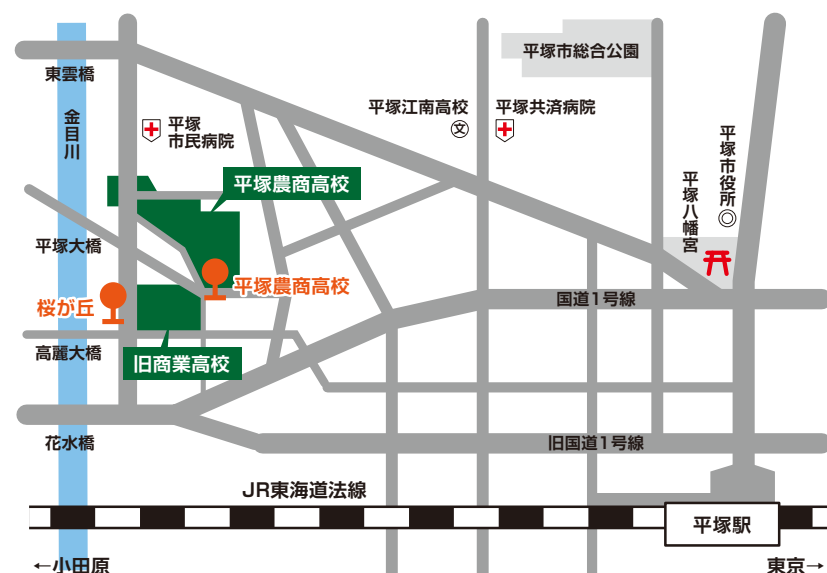 東雲橋
金目川
平塚
市民病院
平塚江南高校
文
平塚共済病院
平塚市総合公園
平塚市役所
平塚八幡宮
平塚農商高校
平塚大橋
平塚農商高校
桜が丘
国道1号線
高麗大橋
旧商業高校
花水橋
旧国道1号線
JR東海道法線
平塚駅
←小田原
東京→